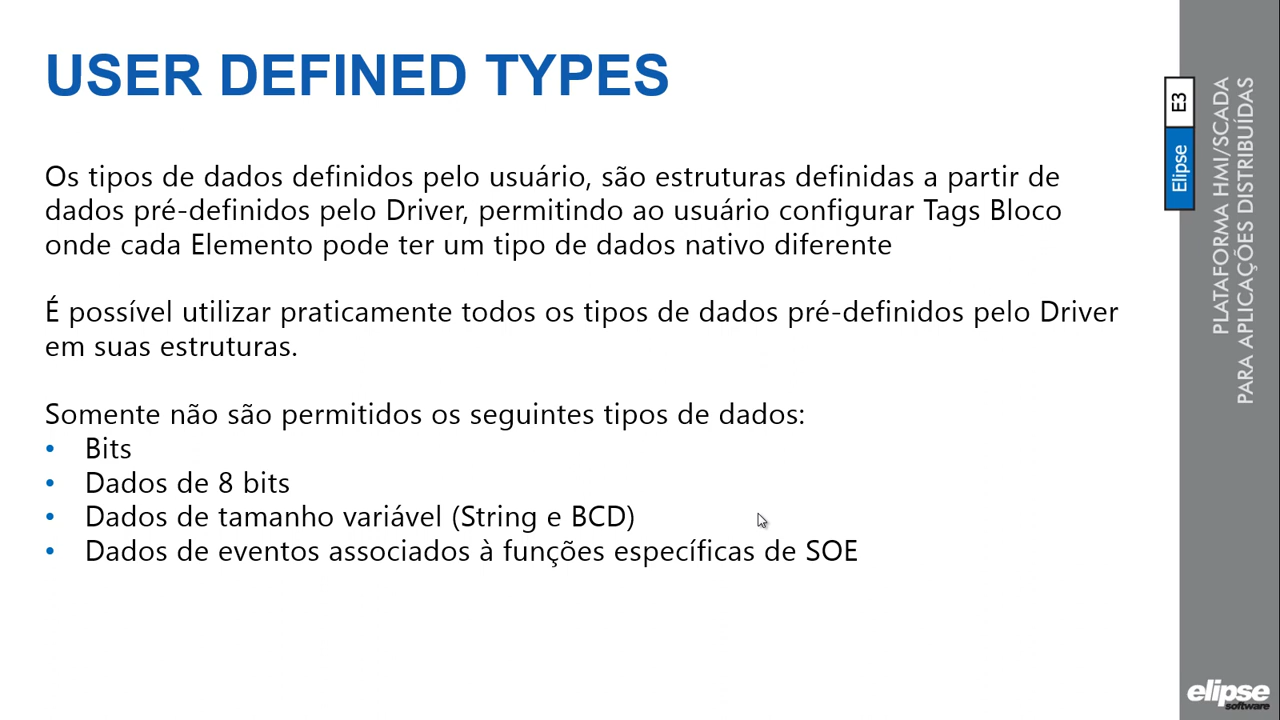 USER DEFINED TYPES
Os tipos de dados definidos pelo usuário, são estruturas definidas a partir de
dados pré-definidos pelo Driver, permitindo ao usuário configurar Tags Bloco
onde cada Elemento pode ter um tipo de dados nativo diferente
É possível utilizar praticamente todos os tipos de dados pré-definidos pelo Driver
em suas estruturas.
Somente não são permitidos os seguintes tipos de dados:
• Bits
• Dados de 8 bits
• Dados de tamanho variável (String e BCD)
• Dados de eventos associados à funções específicas de SOE
Elipse E3
PLATAFORMA HMI/SCADA
PARA APLICAÇÕES DISTRIBUÍDAS
elipse
software